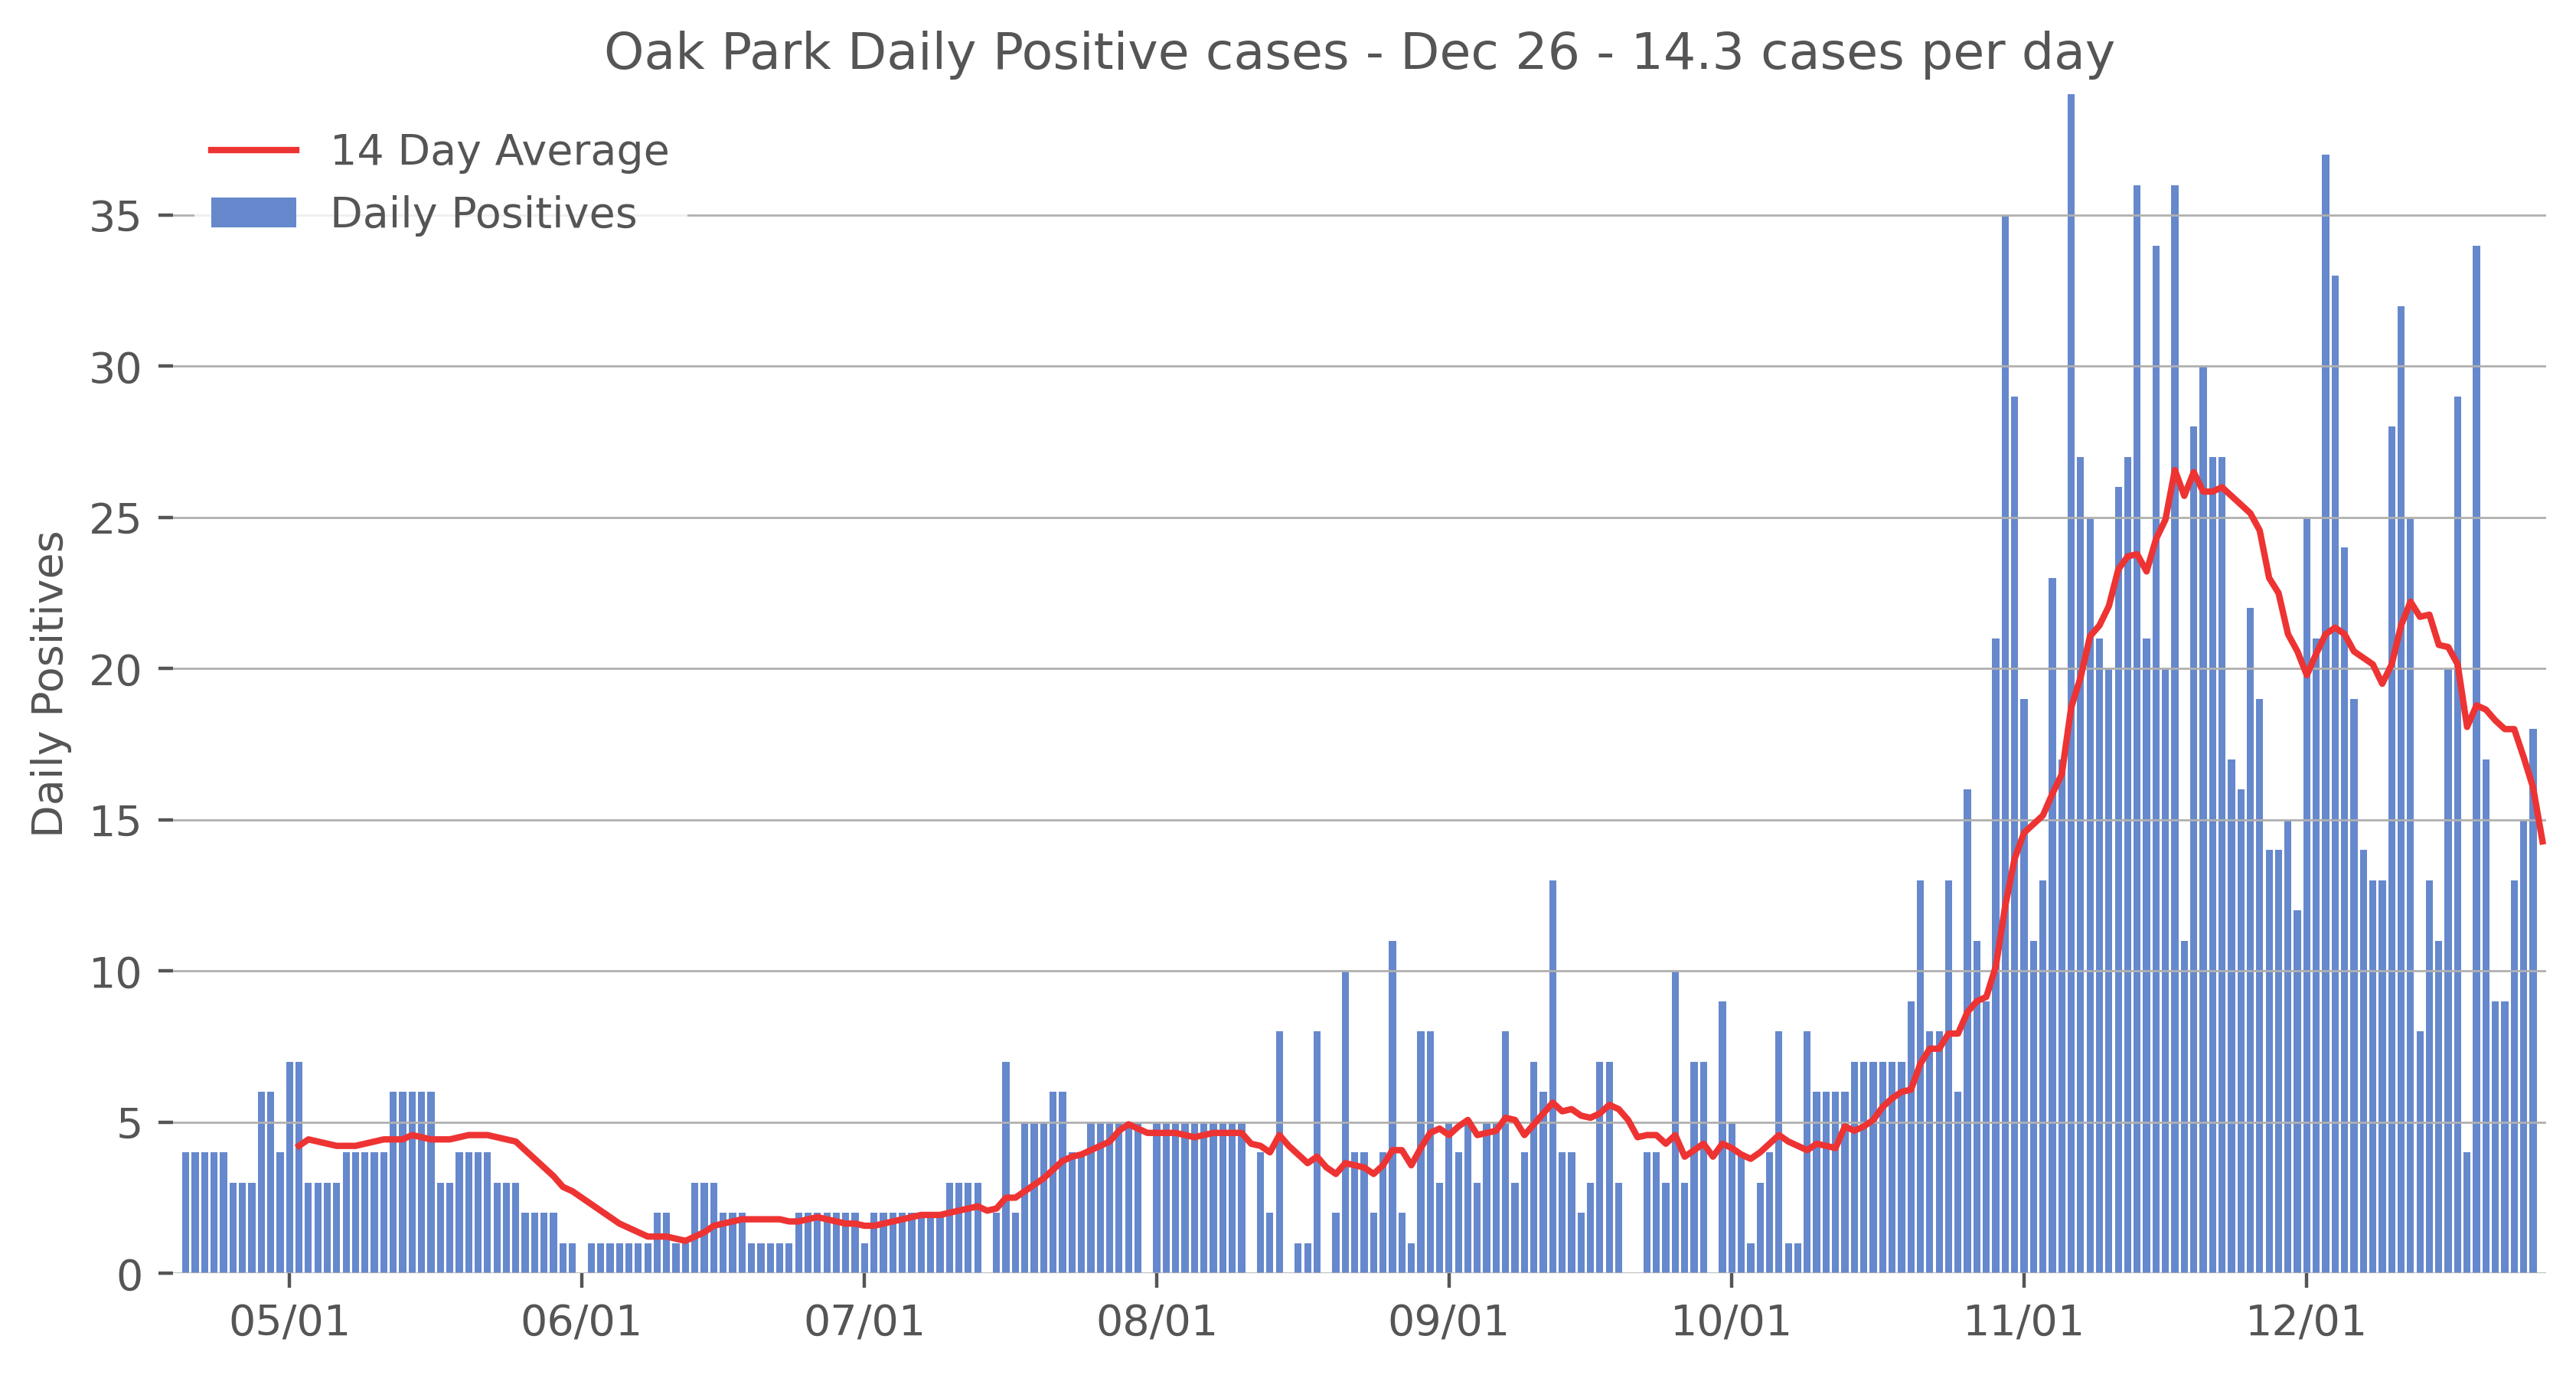 Oak Park Daily Positive cases - Dec 26 - 14.3 cases per day
14 Day Average
Daily Positives
Daily Positives
35
30
25
20
15
10
5
0
05/01 06/01 07/01 08/01 09/01 10/01 11/01 12/01